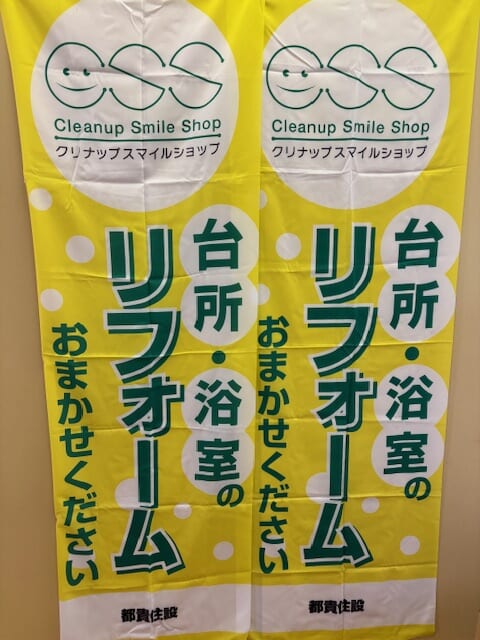 CSS
Cleanup Smile Shop
クリナップスマイルショップ
台所・浴室の
リフォーム
おまかせください
都貴住設
CSS
Cleanup Smile Shop
クリナップスマイルショップ
台所・浴室の
リフォーム
おまかせください
都貴住設